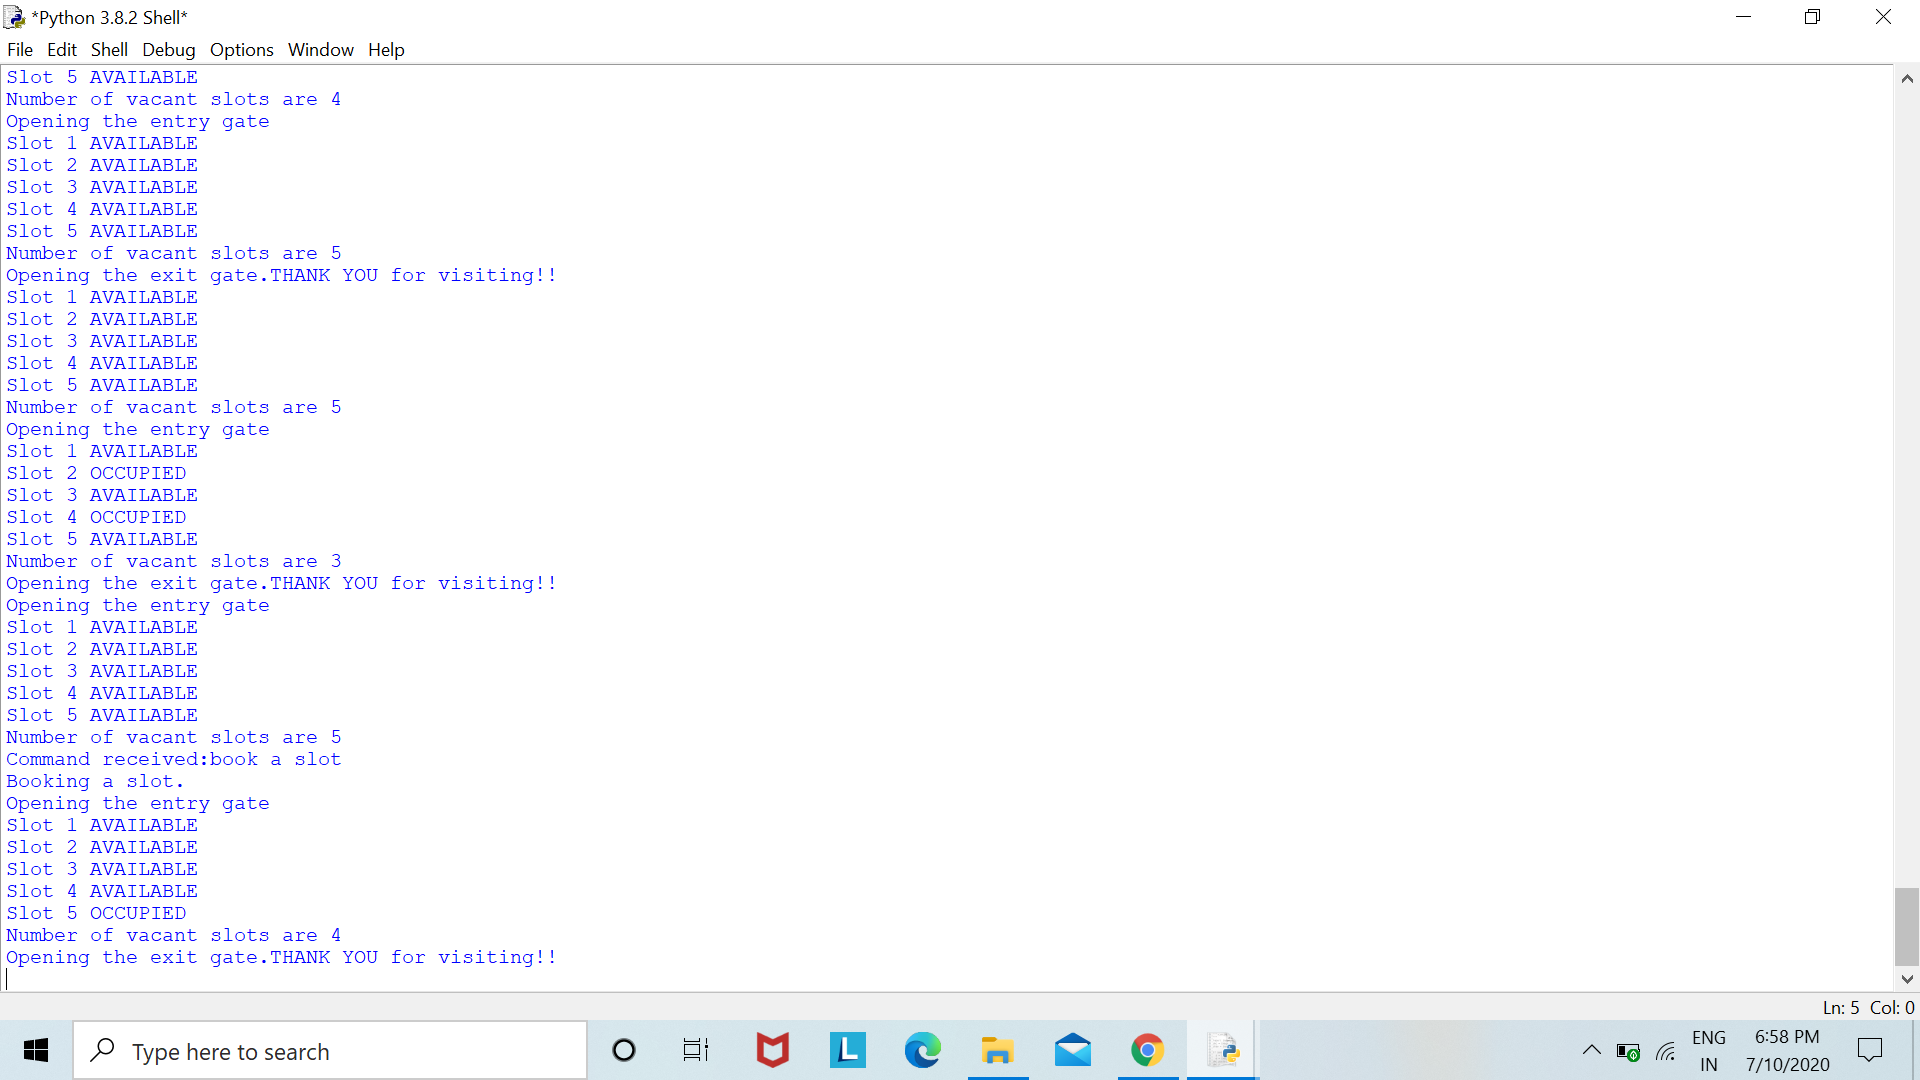 *Python 3.8.2 Shell*
File Edit Shell Debug Options Window Help
Slot 5 AVAILABLE
Number of vacant slots are 4
Opening the entry gate
Slot 1 AVAILABLE
Slot 2 AVAILABLE
Slot 3 AVAILABLE
Slot 4 AVAILABLE
Slot 5 AVAILABLE
Number of vacant slots are 5
Opening the exit gate.THANK YOU for visiting!!
Slot 1 AVAILABLE
Slot 2 AVAILABLE
Slot 3 AVAILABLE
Slot 4 AVAILABLE
Slot 5 AVAILABLE
Number of vacant slots are 5
Opening the entry gate
Slot 1 AVAILABLE
Slot 2 OCCUPIED
Slot 3 AVAILABLE
Slot 4 OCCUPIED
Slot 5 AVAILABLE
Number of vacant slots are 3
Opening the exit gate.THANK YOU for visiting!!
Opening the entry gate
Slot 1 AVAILABLE
Slot 2 AVAILABLE
Slot 3 AVAILABLE
Slot 4 AVAILABLE
Slot 5 AVAILABLE
Number of vacant slots are 5
Command received:book a slot
Booking a slot.
Opening the entry gate
Slot 1 AVAILABLE
Slot 2 AVAILABLE
Slot 3 AVAILABLE
Slot 4 AVAILABLE
Slot 5 OCCUPIED
Number of vacant slots are 4
Opening the exit gate.THANK YOU for visiting!!
Ln: 5 Col: 0
Type here to search
L
ENG
IN
6:58 PM
7/10/2020